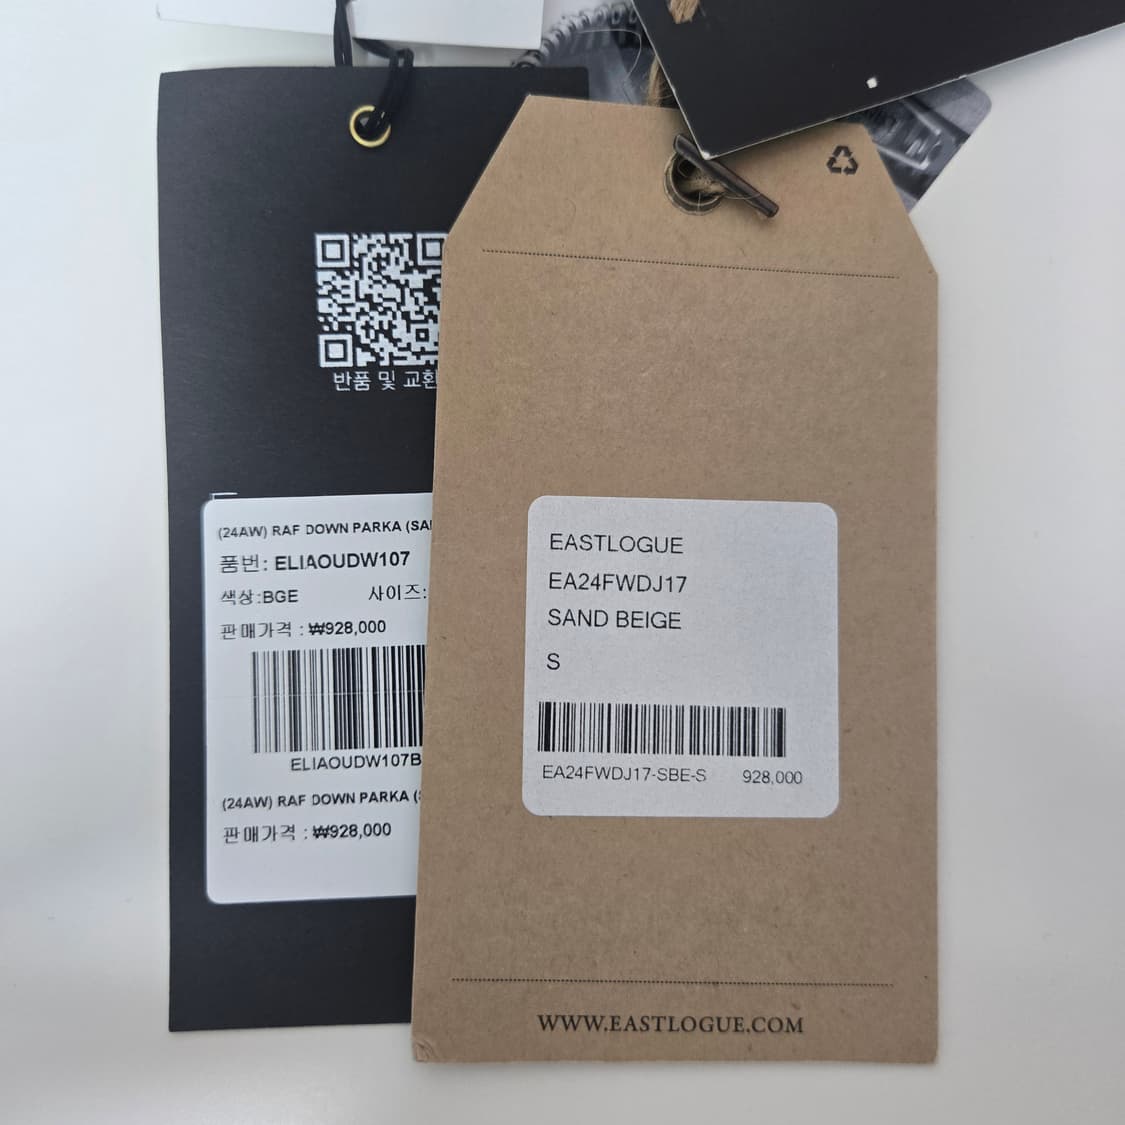 반품 및 교환
(24AW) RAF DOWN PARKA
품번: ELIAOUDW107
색상:BGE 사이즈:
판매가격 : ₩928,000
ELIAOUDW107B
(24AW) RAF DOWN PARKA
판매가격 : ₩928,000
EASTLOGUE
EA24FWDJ17
SAND BEIGE
S
EA24FWDJ17-SBE-S 928,000
WWW.EASTLOGUE.COM